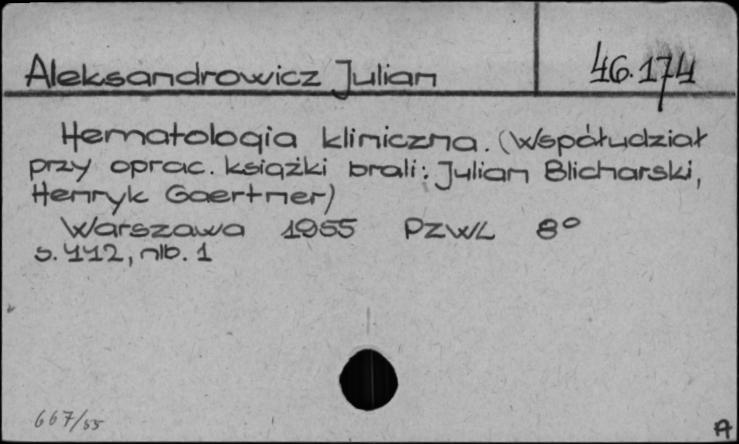 Aleksandrowicz Julian 46.174
Hematologia kliniczna. (Współudział
przy oprac. książki brali: Julian Blicharski,
Henryk Gaertner)
Warszawa 1955 PZWL 8°
s. 442, nlb. 1
667/55
A